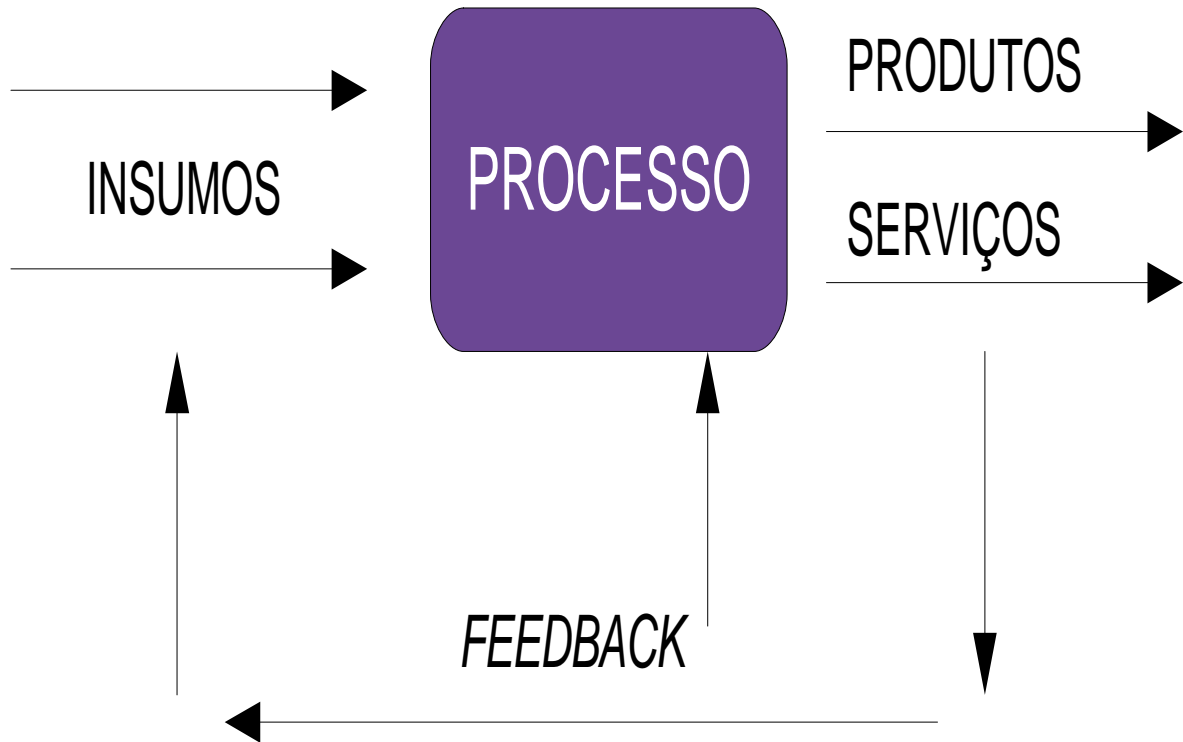 INSUMOS
PROCESSO
PRODUTOS
SERVIÇOS
FEEDBACK